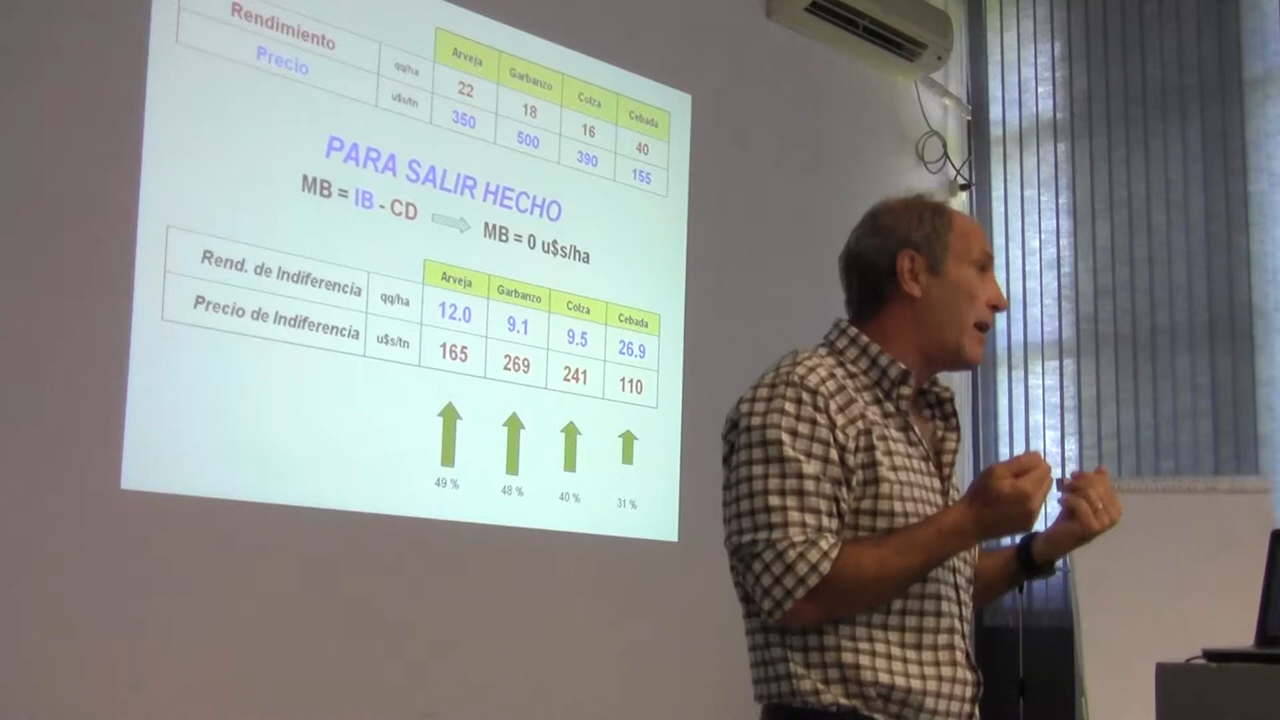 Arveja Garbanzo Colza Cebada
Rendimiento qq/ha 22 18 16 40
Precio u$s/tn 350 500 390 155
PARA SALIR HECHO
MB = IB - CD MB = 0 u$s/ha
Arveja Garbanzo Colza Cebada
Rend. de Indiferencia qq/ha 12.0 9.1 9.5 26.9
Precio de Indiferencia u$s/tn 165 269 241 110
49 % 48 % 40 % 31 %